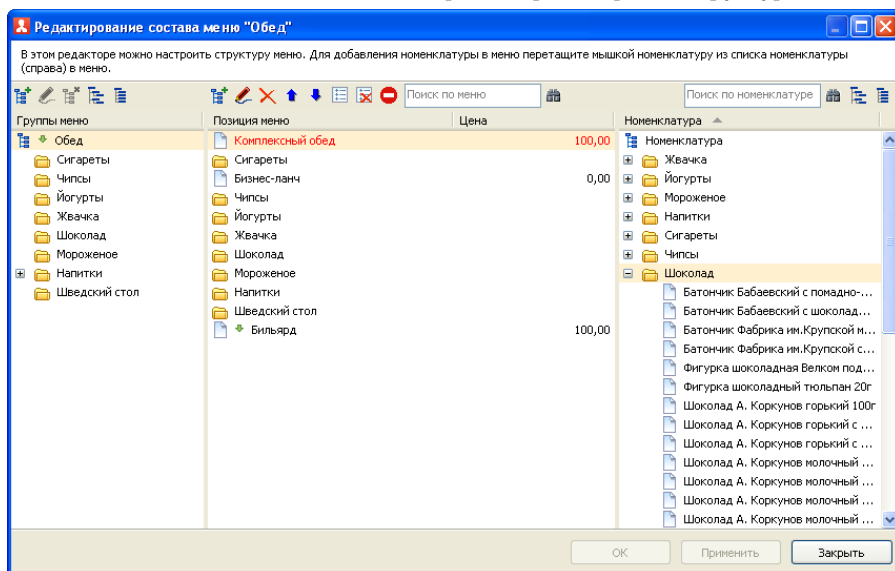 Редактирование состава меню "Обед"
В этом редакторе можно настроить структуру меню. Для добавления номенклатуры в меню перетащите мышкой номенклатуру из списка номенклатуры
(справа) в меню.
Поиск по меню
Поиск по номенклатуре
Группы меню
Обед
Сигареты
Чипсы
Йогурты
Жвачка
Шоколад
Мороженое
Напитки
Шведский стол
Позиция меню Цена
Комплексный обед 100,00
Сигареты
Бизнес-ланч 0,00
Чипсы
Йогурты
Жвачка
Шоколад
Мороженое
Напитки
Шведский стол
Бильярд 100,00
Номенклатура
Номенклатура
Жвачка
Йогурты
Мороженое
Напитки
Сигареты
Чипсы
Шоколад
Батончик Бабаевский с помадно-...
Батончик Бабаевский с шоколад...
Батончик Фабрика им.Крупской м...
Батончик Фабрика им.Крупской с...
Фигурка шоколадная Велком под...
Фигурка шоколадный тюльпан 20г
Шоколад А. Коркунов горький 100г
Шоколад А. Коркунов горький с ...
Шоколад А. Коркунов горький с ...
Шоколад А. Коркунов молочный ...
Шоколад А. Коркунов молочный ...
Шоколад А. Коркунов молочный ...
Шоколад А. Коркунов молочный ...
ОК Применить Закрыть